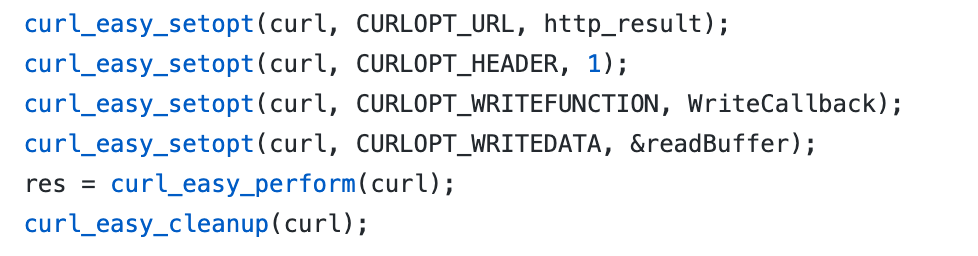 curl_easy_setopt(curl, CURLOPT_URL, http_result);
curl_easy_setopt(curl, CURLOPT_HEADER, 1);
curl_easy_setopt(curl, CURLOPT_WRITEFUNCTION, WriteCallback);
curl_easy_setopt(curl, CURLOPT_WRITEDATA, &readBuffer);
res = curl_easy_perform(curl);
curl_easy_cleanup(curl);